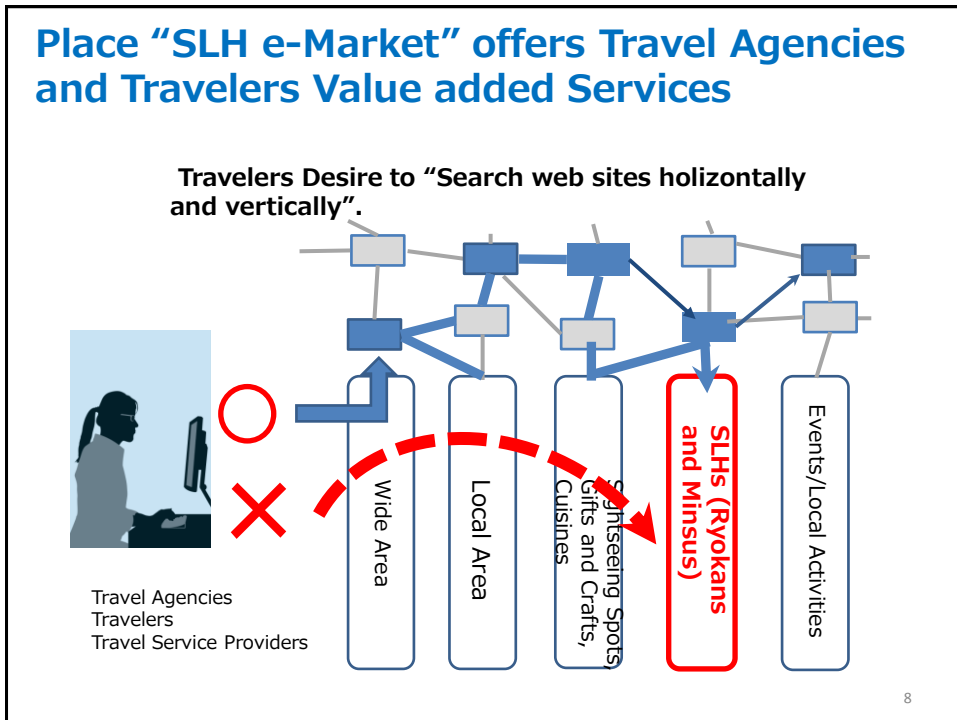 Place “SLH e-Market” offers Travel Agencies
and Travelers Value added Services
Travelers Desire to “Search web sites holizontally
and vertically”.
Wide Area
Local Area
Sightseeing Spots,
Gifts and Crafts,
Cuisines
SLHs (Ryokans
and Minsus)
Events/Local Activities
Travel Agencies
Travelers
Travel Service Providers
8